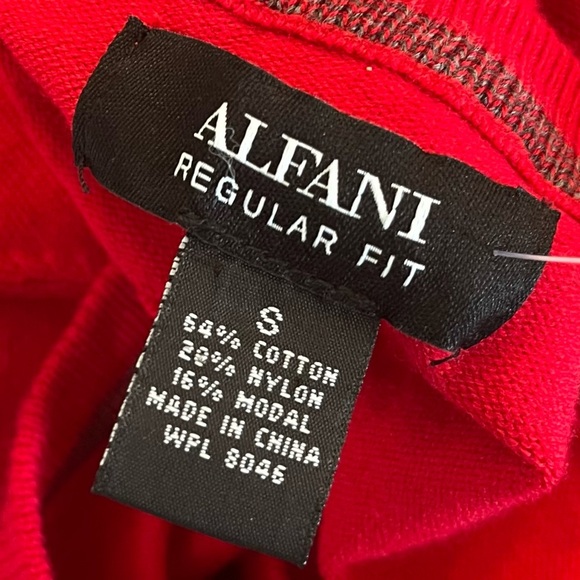 ALFANI
REGULAR FIT
S
64% COTTON
20% NYLON
16% MODAL
MADE IN CHINA
WPL 8046